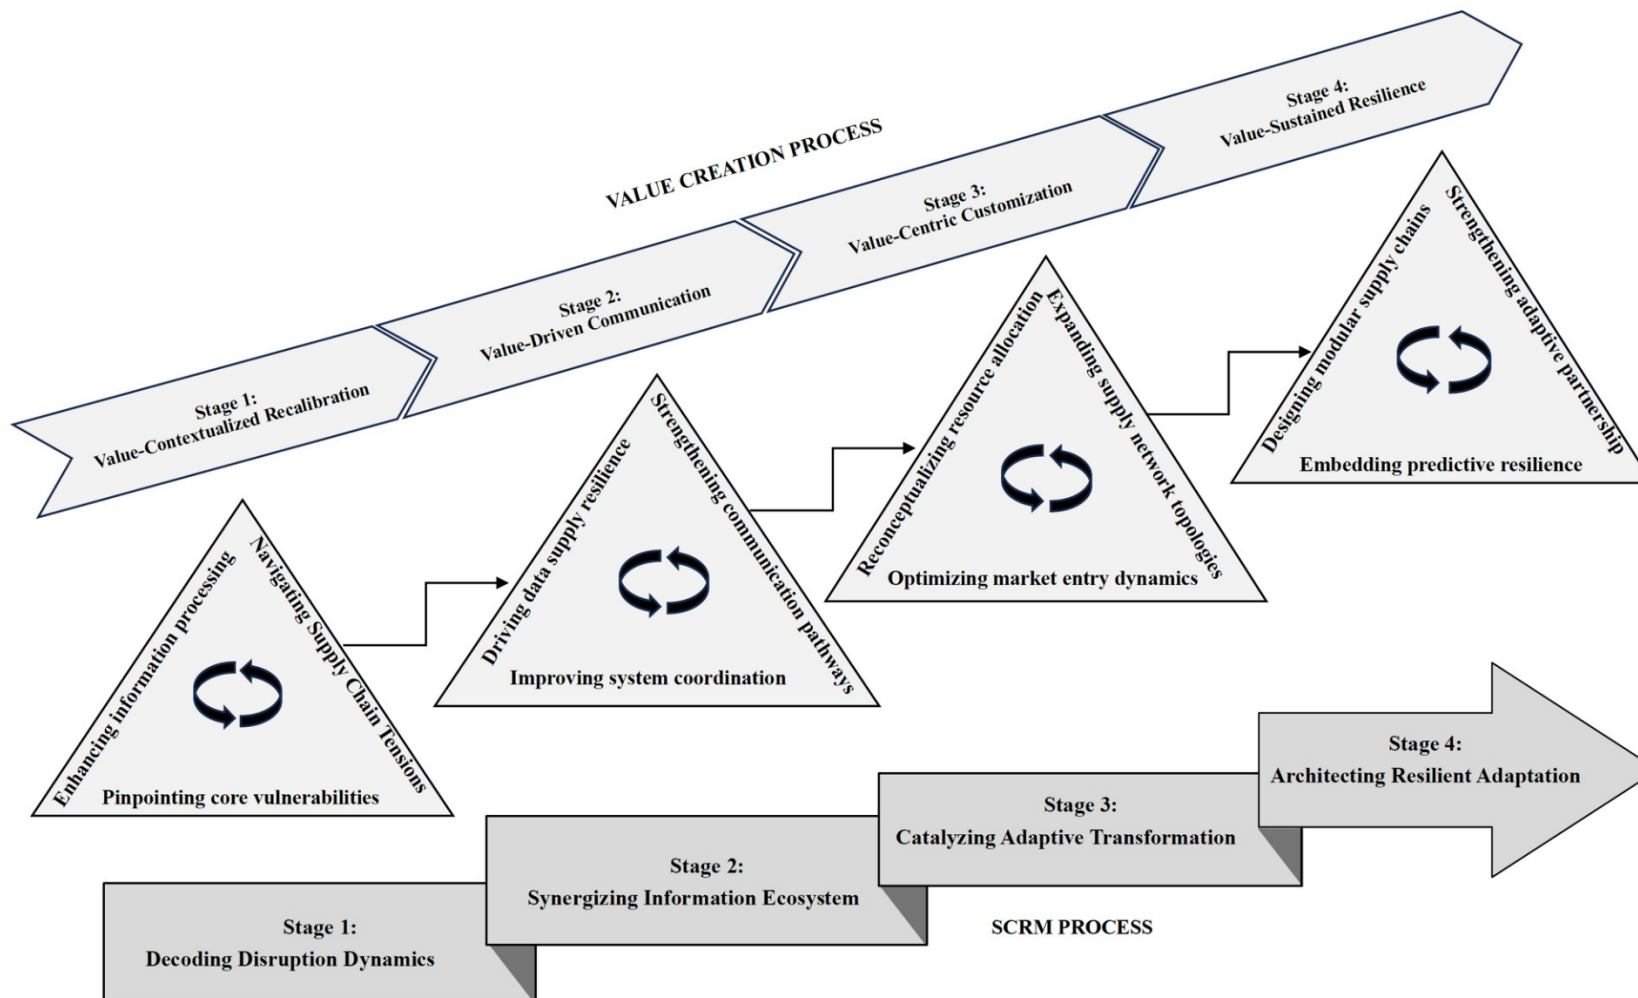 VALUE CREATION PROCESS
Stage 1:
Value-Contextualized Recalibration
Stage 2:
Value-Driven Communication
Stage 3:
Value-Centric Customization
Stage 4:
Value-Sustained Resilience
Enhancing information processing
Navigating Supply Chain Tensions
Pinpointing core vulnerabilities
Driving data supply resilience
Strengthening communication pathways
Improving system coordination
Reconceptualizing resource allocation
Expanding supply network topologies
Optimizing market entry dynamics
Designing modular supply chains
Strengthening adaptive partnership
Embedding predictive resilience
Stage 1:
Decoding Disruption Dynamics
Stage 2:
Synergizing Information Ecosystem
Stage 3:
Catalyzing Adaptive Transformation
Stage 4:
Architecting Resilient Adaptation
SCRM PROCESS